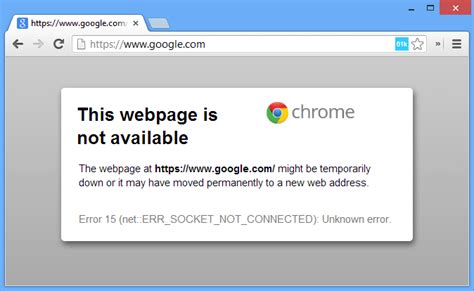 https://www.google.com/
https://www.google.com
61k
This webpage is
not available
chrome
The webpage at https://www.google.com/ might be temporarily
down or it may have moved permanently to a new web address.
Error 15 (net::ERR_SOCKET_NOT_CONNECTED): Unknown error.